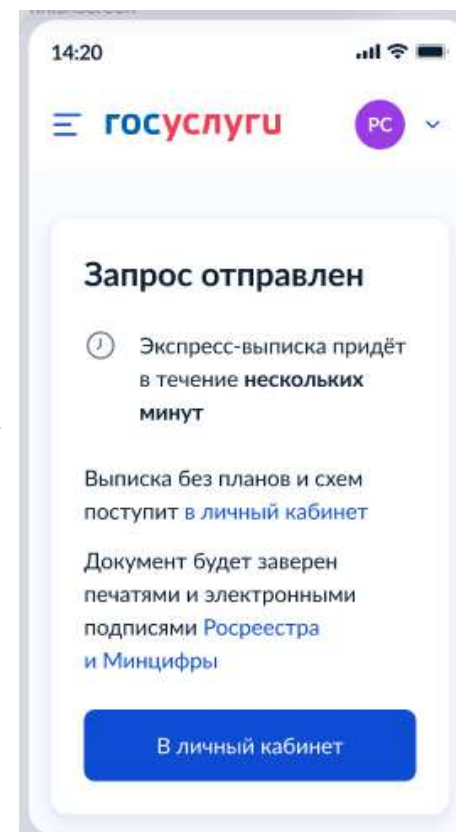 14:20
госуслуги
РС
Запрос отправлен
Экспресс-выписка придёт
в течение нескольких
минут
Выписка без планов и схем
поступит в личный кабинет
Документ будет заверен
печатями и электронными
подписями Росреестра
и Минцифры
В личный кабинет